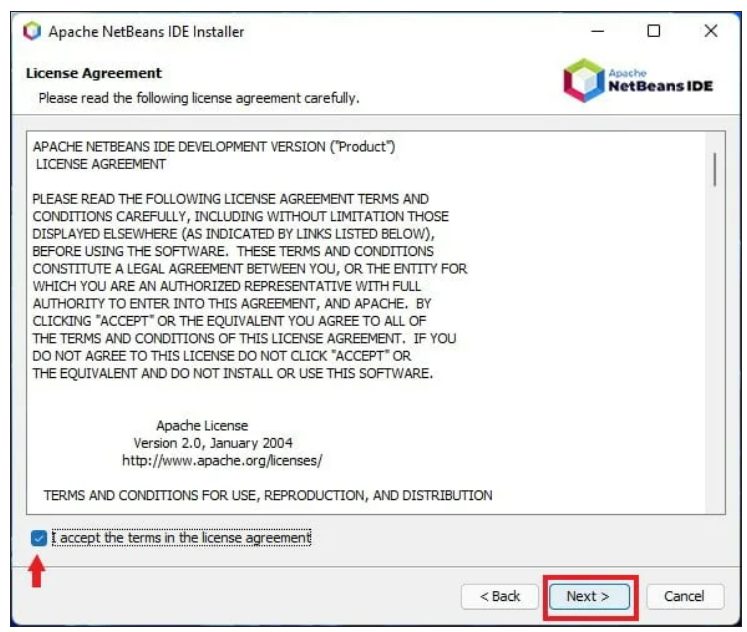 Apache NetBeans IDE Installer
License Agreement
Please read the following license agreement carefully.
Apache
NetBeans IDE
APACHE NETBEANS IDE DEVELOPMENT VERSION ("Product")
LICENSE AGREEMENT
PLEASE READ THE FOLLOWING LICENSE AGREEMENT TERMS AND
CONDITIONS CAREFULLY, INCLUDING WITHOUT LIMITATION THOSE
DISPLAYED ELSEWHERE (AS INDICATED BY LINKS LISTED BELOW),
BEFORE USING THE SOFTWARE.  THESE TERMS AND CONDITIONS
CONSTITUTE A LEGAL AGREEMENT BETWEEN YOU, OR THE ENTITY FOR
WHICH YOU ARE AN AUTHORIZED REPRESENTATIVE WITH FULL
AUTHORITY TO ENTER INTO THIS AGREEMENT, AND APACHE.  BY
CLICKING "ACCEPT" OR THE EQUIVALENT YOU AGREE TO ALL OF
THE TERMS AND CONDITIONS OF THIS LICENSE AGREEMENT.  IF YOU
DO NOT AGREE TO THIS LICENSE DO NOT CLICK "ACCEPT" OR
THE EQUIVALENT AND DO NOT INSTALL OR USE THIS SOFTWARE.
Apache License
Version 2.0, January 2004
http://www.apache.org/licenses/
TERMS AND CONDITIONS FOR USE, REPRODUCTION, AND DISTRIBUTION
I accept the terms in the license agreement
< Back
Next >
Cancel